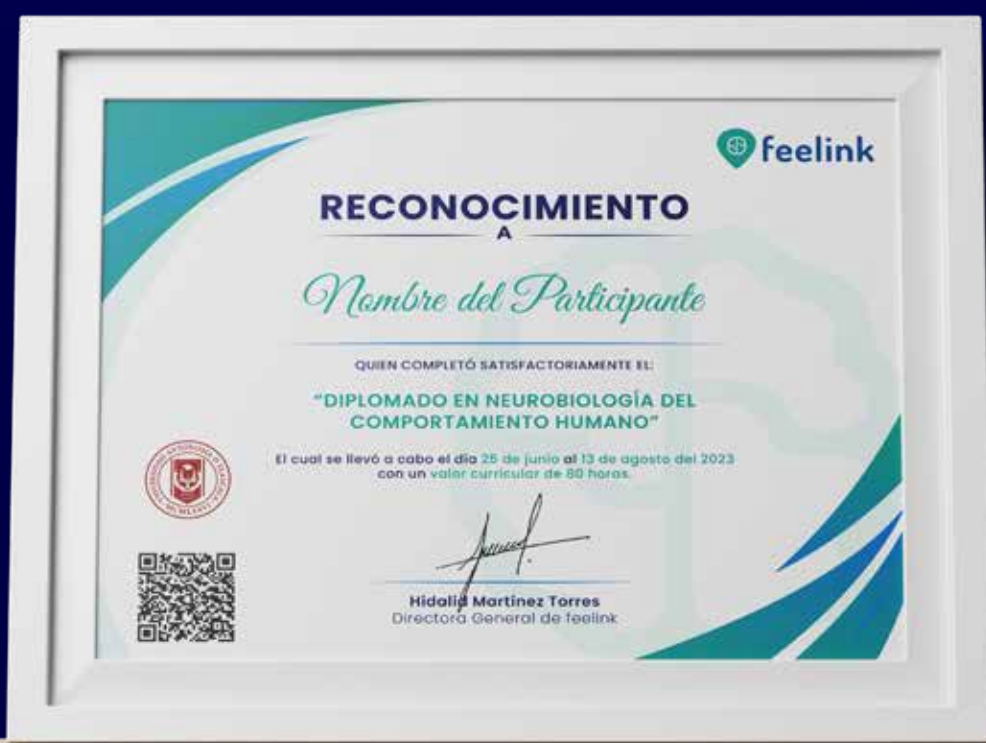 feelink
RECONOCIMIENTO
A
Nombre del Participante
QUIEN COMPLETÓ SATISFACTORIAMENTE EL:
"DIPLOMADO EN NEUROBIOLOGÍA DEL
COMPORTAMIENTO HUMANO"
El cual se llevó a cabo el día 25 de junio al 13 de agosto del 2023
con un valor curricular de 80 horas.
Hidalid Martínez Torres
Directora General de feelink